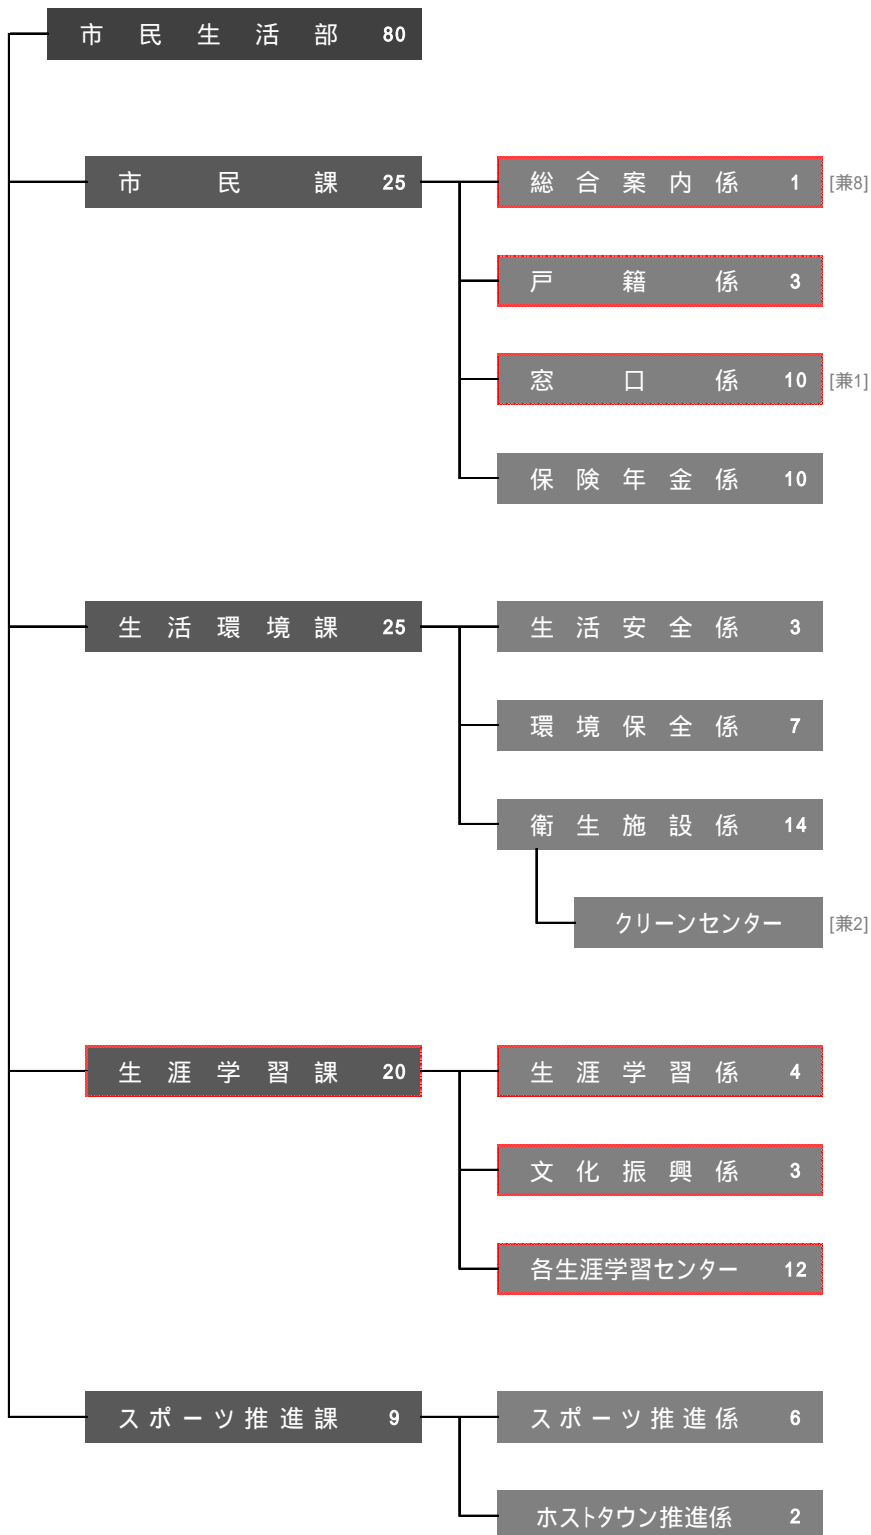 市民生活部 80
市民課 25
総合案内係 1 [兼8]
戸籍係 3
窓口係 10 [兼1]
保険年金係 10
生活環境課 25
生活安全係 3
環境保全係 7
衛生施設係 14
クリーンセンター [兼2]
生涯学習課 20
生涯学習係 4
文化振興係 3
各生涯学習センター 12
スポーツ推進課 9
スポーツ推進係 6
ホストタウン推進係 2